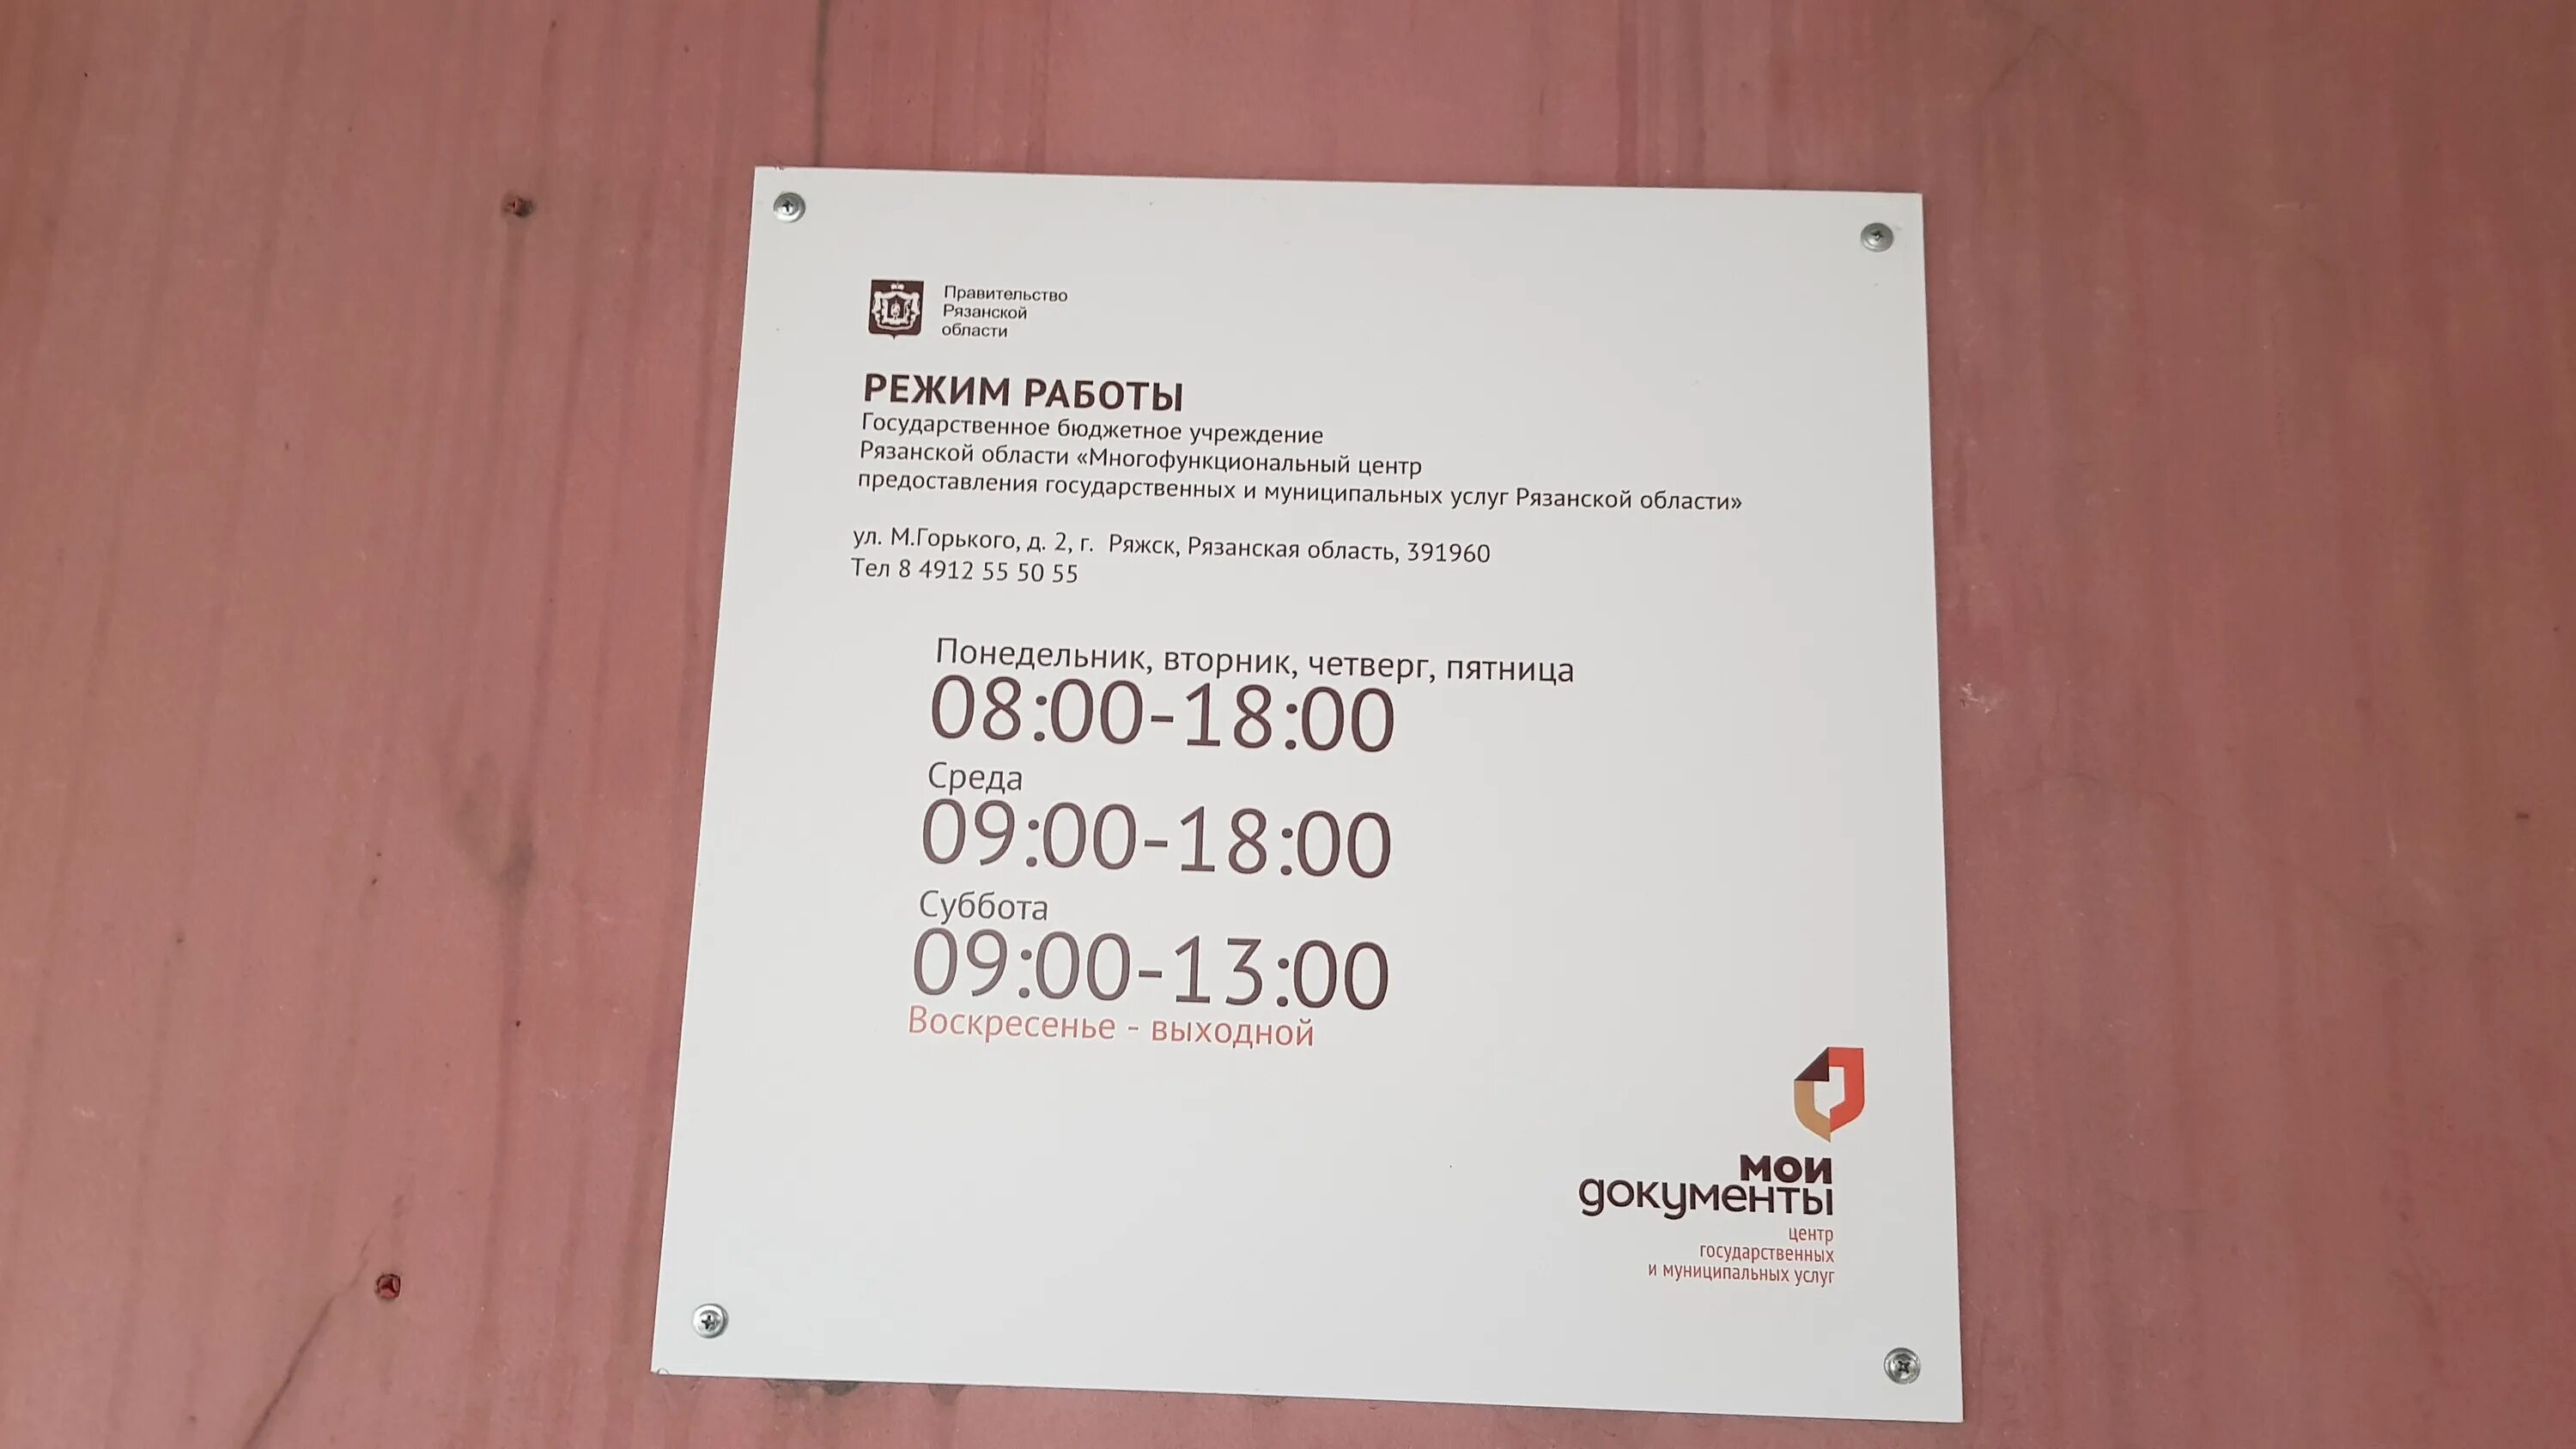 Правительство
Рязанской
области
РЕЖИМ РАБОТЫ
Государственное бюджетное учреждение
Рязанской области «Многофункциональный центр
предоставления государственных и муниципальных услуг Рязанской области»
ул. М.Горького, д. 2, г. Ряжск, Рязанская область, 391960
Тел 8 4912 55 50 55
Понедельник, вторник, четверг, пятница
08:00-18:00
Среда
09:00-18:00
Суббота
09:00-13:00
Воскресенье - выходной
мои
документы
центр
государственных
и муниципальных услуг